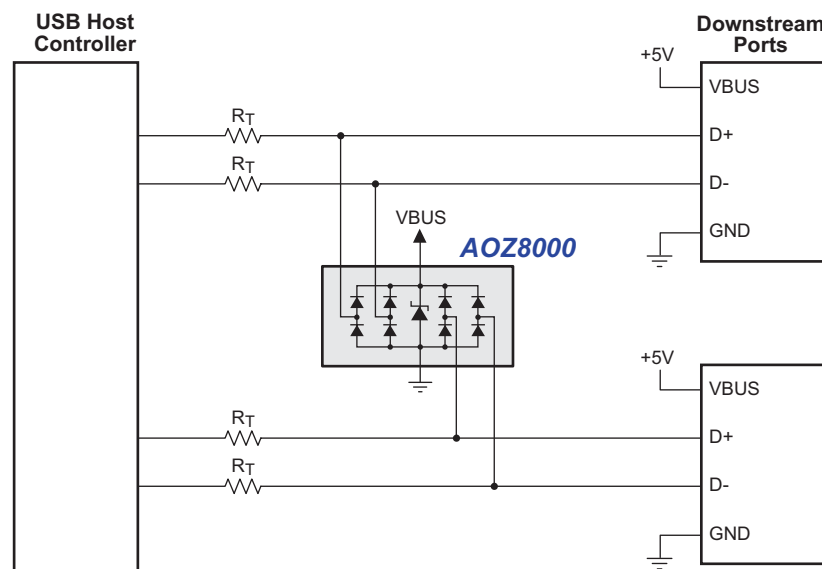 USB Host
Controller
Downstream
Ports
+5V
VBUS
RT
D+
RT
D-
VBUS
GND
AOZ8000
+5V
VBUS
RT
D+
RT
D-
GND